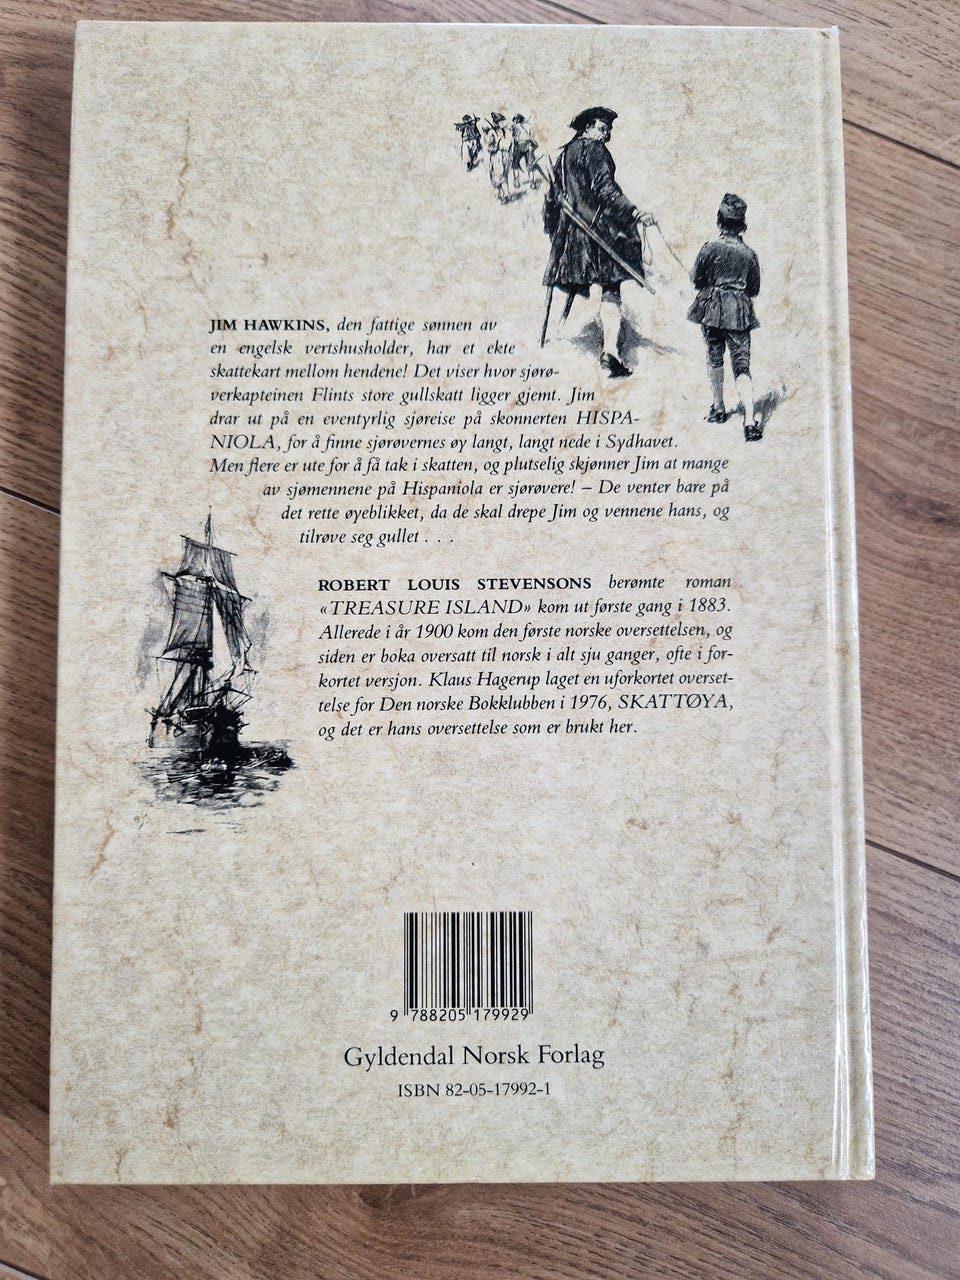 JIM HAWKINS, den fattige sønnen av
en engelsk vertshusholder, har et ekte
skattekart mellom hendene! Det viser hvor sjørø-
verkapteinen Flints store gullskatt ligger gjemt. Jim
drar ut på en eventyrlig sjøreise på skonnerten HISPA-
NIOLA, for å finne sjørøvernes øy langt, langt nede i Sydhavet.
Men flere er ute for å få tak i skatten, og plutselig skjønner Jim at mange
av sjømennene på Hispaniola er sjørøvere! – De venter bare på
det rette øyeblikket, da de skal drepe Jim og vennene hans, og
tilrøve seg gullet . . .
ROBERT LOUIS STEVENSONS berømte roman
«TREASURE ISLAND» kom ut første gang i 1883.
Allerede i år 1900 kom den første norske oversettelsen, og
siden er boka oversatt til norsk i alt sju ganger, ofte i for-
kortet versjon. Klaus Hagerup laget en uforkortet overset-
telse for Den norske Bokklubben i 1976, SKATTØYA,
og det er hans oversettelse som er brukt her.
9 788205 179929
Gyldendal Norsk Forlag
ISBN 82-05-17992-1